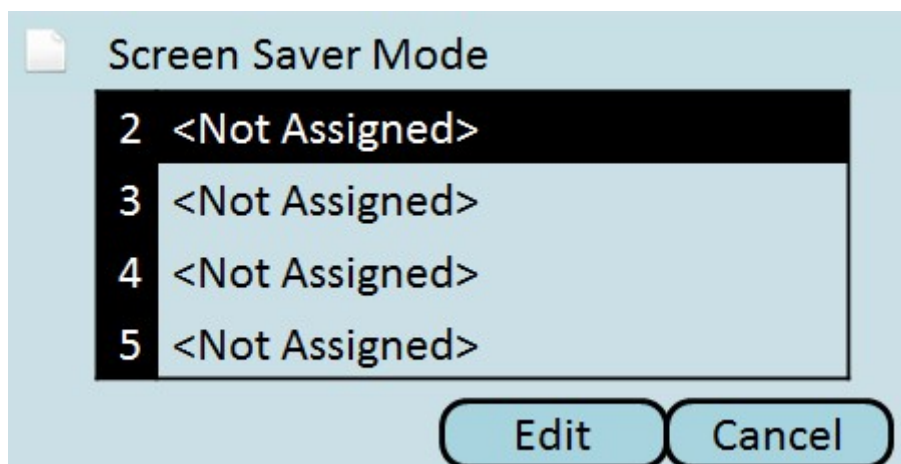 Screen Saver Mode
2 <Not Assigned>
3 <Not Assigned>
4 <Not Assigned>
5 <Not Assigned>
Edit Cancel